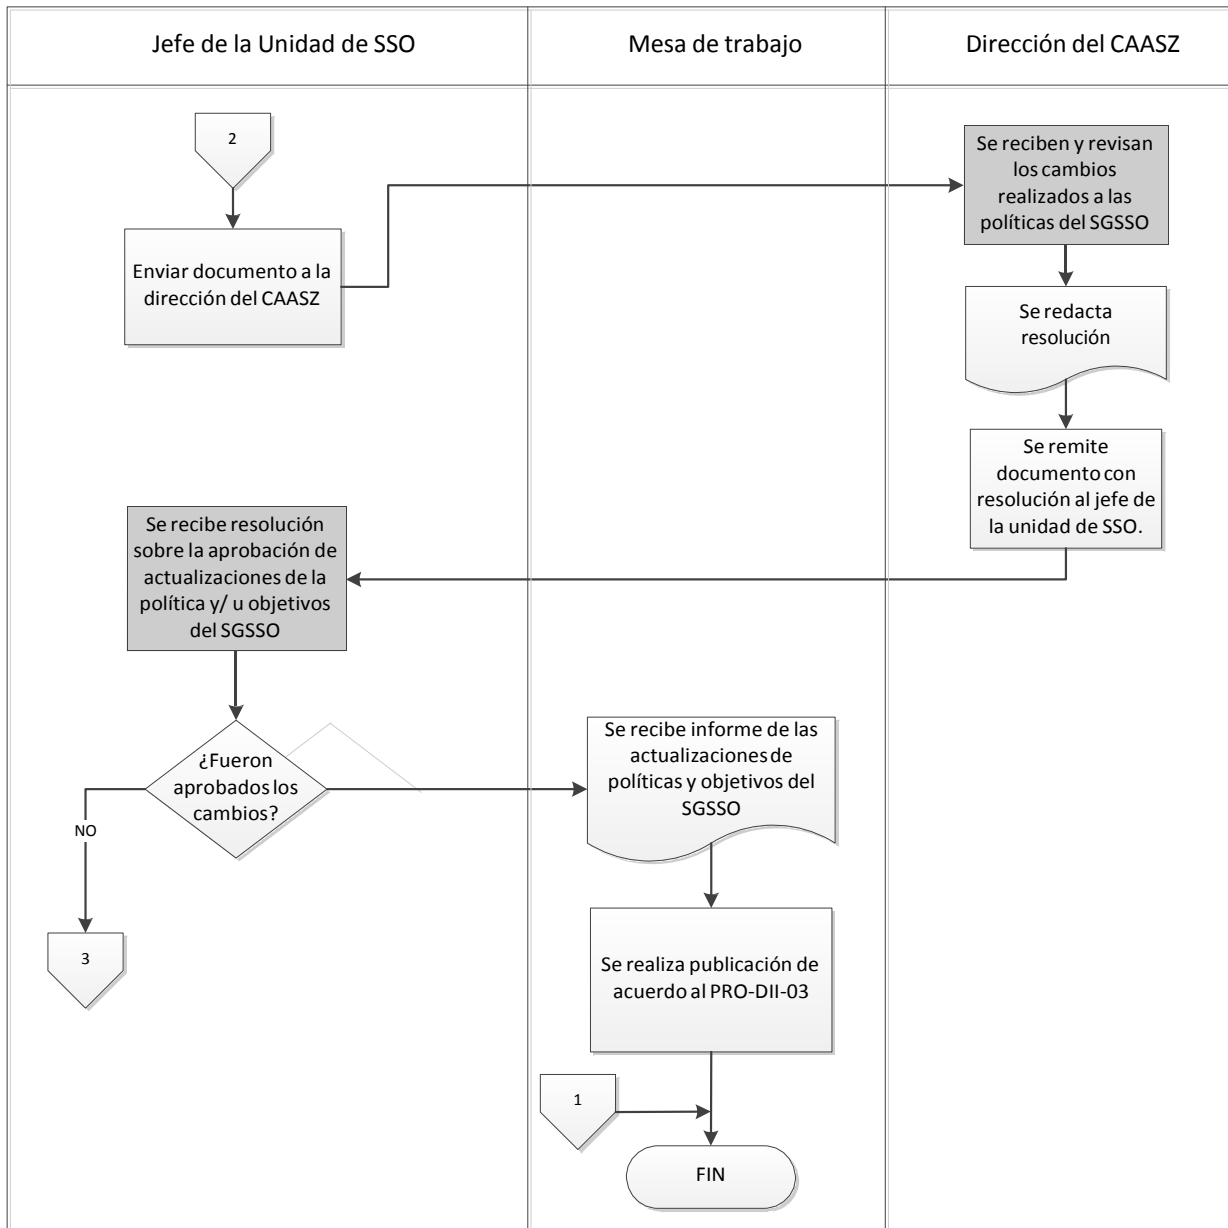 Jefe de la Unidad de SSO
Mesa de trabajo
Dirección del CAASZ
2
Enviar documento a la
dirección del CAASZ
Se reciben y revisan
los cambios
realizados a las
políticas del SGSSO
Se redacta
resolución
Se remite
documento con
resolución al jefe de
la unidad de SSO.
Se recibe resolución
sobre la aprobación de
actualizaciones de la
política y/ u objetivos
del SGSSO
¿Fueron
aprobados los
cambios?
NO
3
Se recibe informe de las
actualizaciones de
políticas y objetivos del
SGSSO
Se realiza publicación de
acuerdo al PRO-DII-03
1
FIN